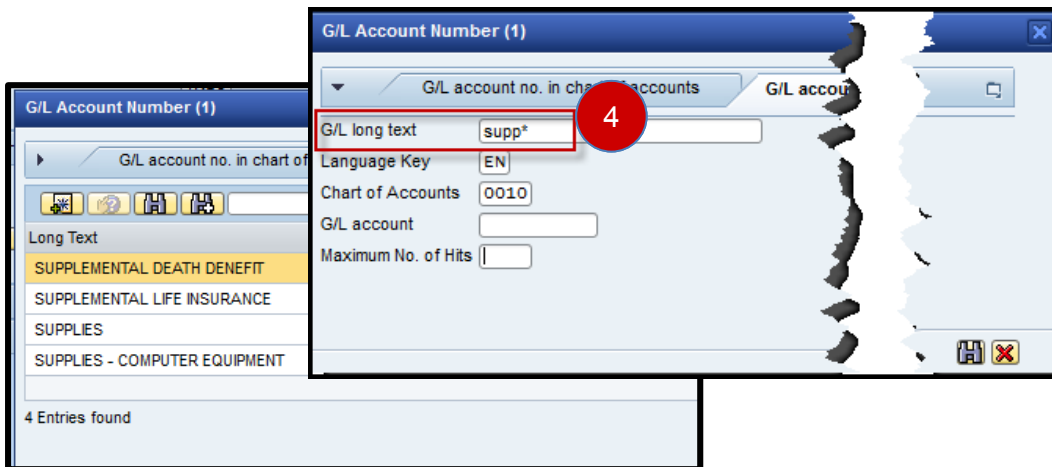 G/L Account Number (1)
G/L account no. in chart of accounts
G/L accou
G/L long text supp*
4
Language Key EN
Chart of Accounts 0010
G/L account
Maximum No. of Hits
G/L Account Number (1)
G/L account no. in chart of
Long Text
SUPPLEMENTAL DEATH DENEFIT
SUPPLEMENTAL LIFE INSURANCE
SUPPLIES
SUPPLIES - COMPUTER EQUIPMENT
4 Entries found